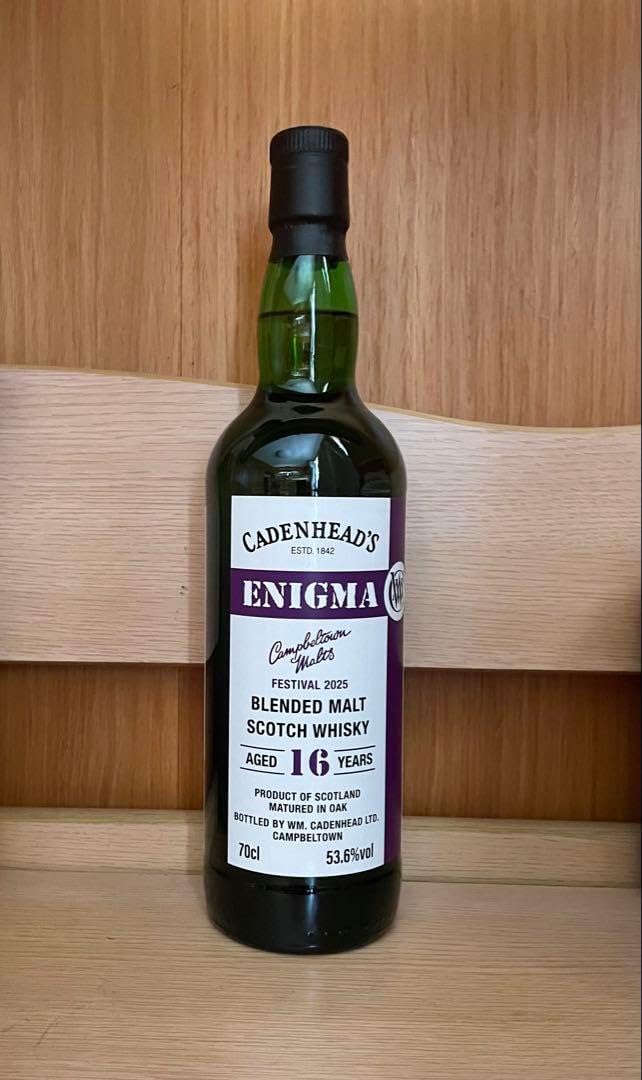 CADENHEAD'S
ESTD. 1842
ENIGMA
Campbeltown
Malts
FESTIVAL 2025
BLENDED MALT
SCOTCH WHISKY
AGED 16 YEARS
PRODUCT OF SCOTLAND
MATURED IN OAK
BOTTLED BY WM. CADENHEAD LTD.
CAMPBELTOWN
70cl 53.6%vol